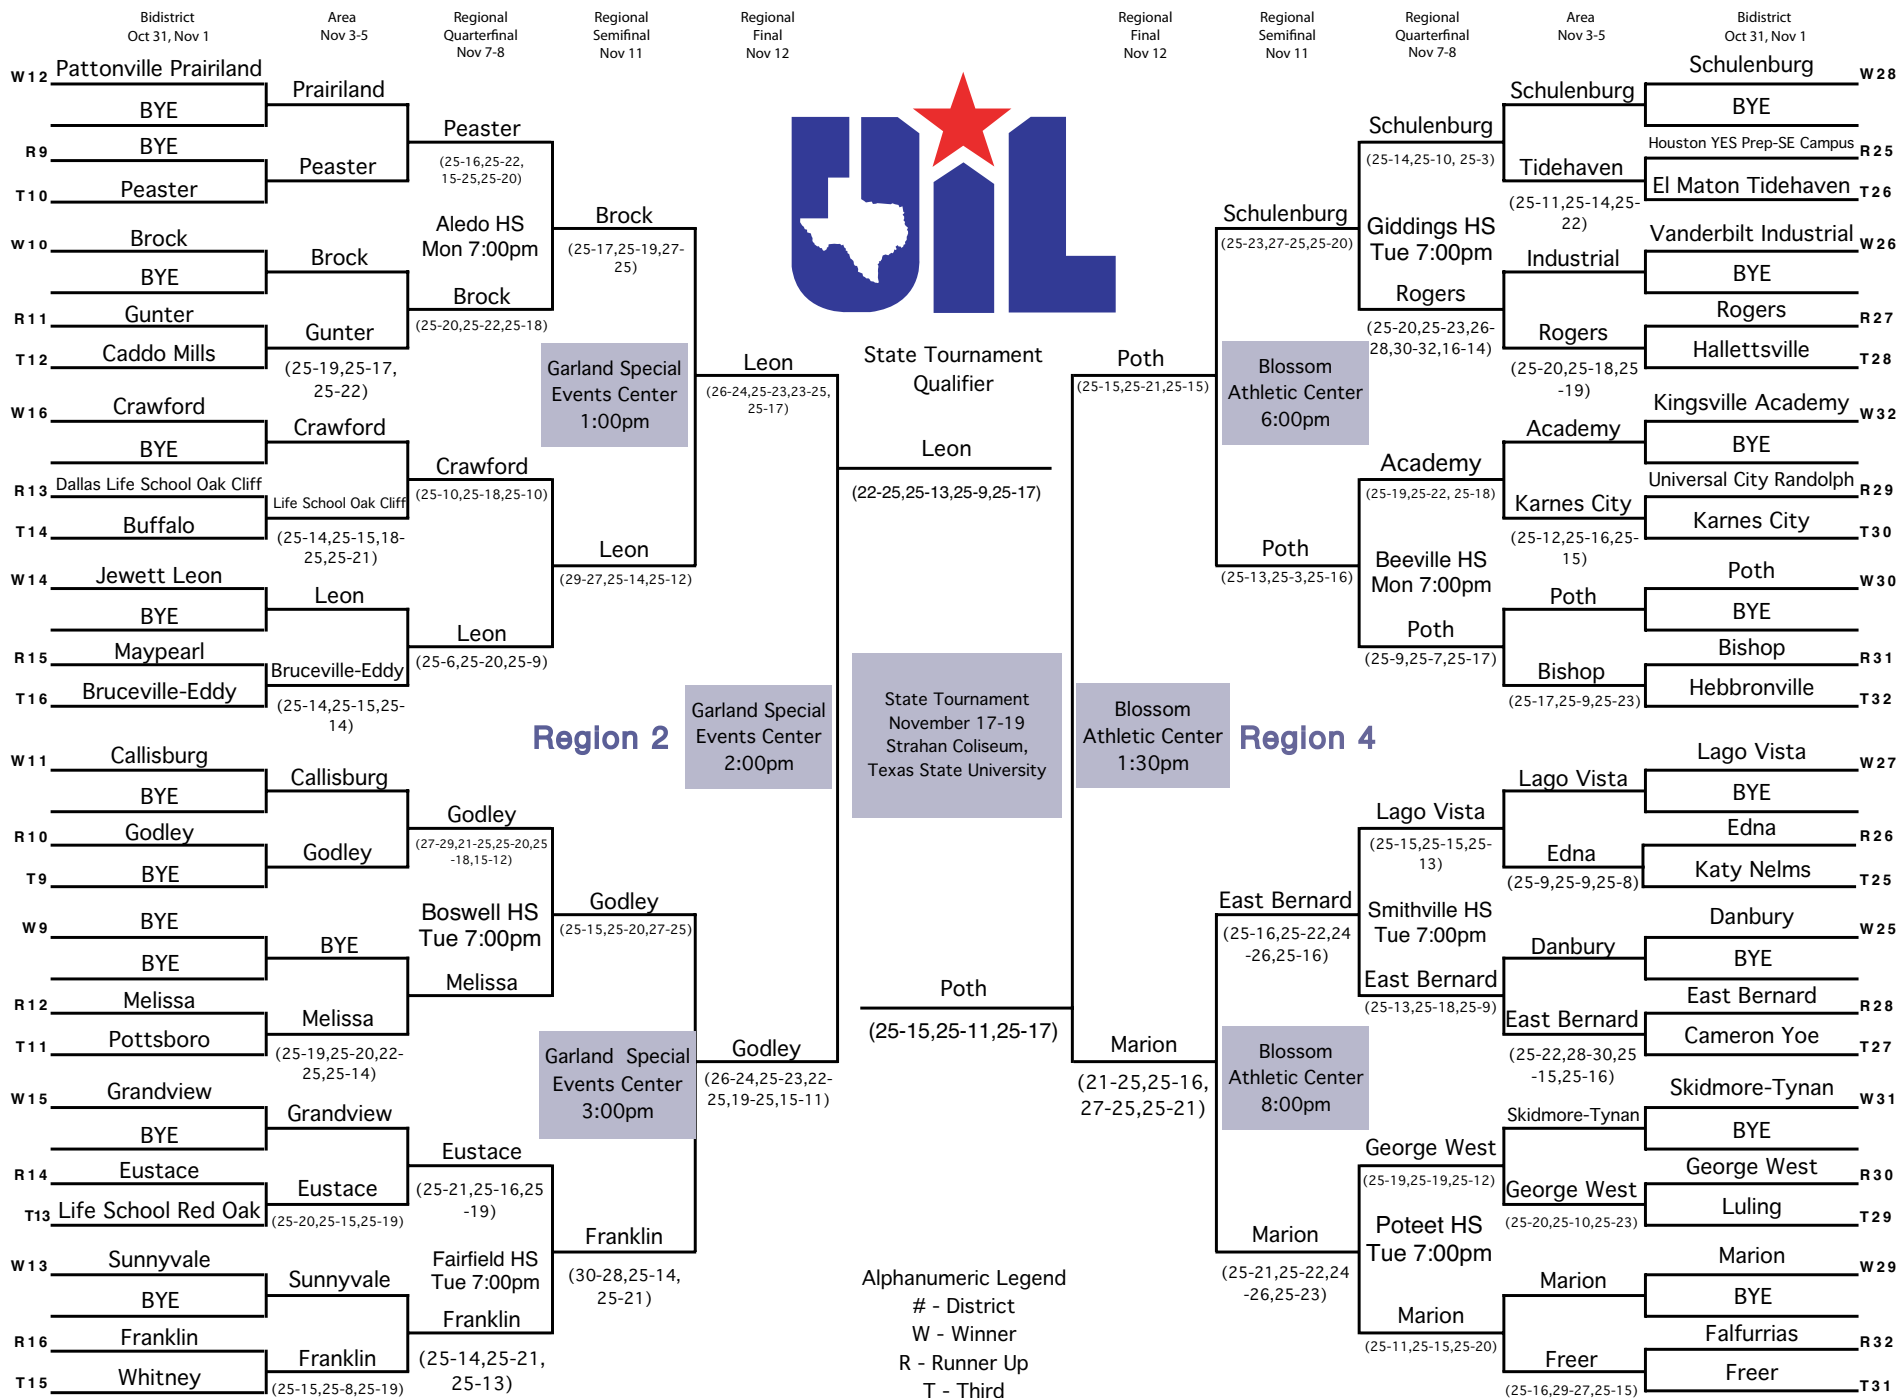 Bidistrict
Oct 31, Nov 1
Area
Nov 3-5
Regional
Quarterfinal
Nov 7-8
Regional
Semifinal
Nov 11
Regional
Final
Nov 12
Regional
Final
Nov 12
Regional
Semifinal
Nov 11
Regional
Quarterfinal
Nov 7-8
Area
Nov 3-5
Bidistrict
Oct 31, Nov 1
W12 Pattonville Prairiland
BYE
R9 BYE
T10 Peaster
W10 Brock
BYE
R11 Gunter
T12 Caddo Mills
W16 Crawford
BYE
R13 Dallas Life School Oak Cliff
T14 Buffalo
W14 Jewett Leon
BYE
R15 Maypearl
T16 Bruceville-Eddy
W11 Callisburg
BYE
R10 Godley
T9 BYE
W9 BYE
BYE
R12 Melissa
T11 Pottsboro
W15 Grandview
BYE
R14 Eustace
T13 Life School Red Oak
W13 Sunnyvale
BYE
R16 Franklin
T15 Whitney
Prairiland
Peaster
Brock
Gunter
(25-19,25-17,
25-22)
Crawford
Life School Oak Cliff
(25-14,25-15,18-
25,25-21)
Leon
Bruceville-Eddy
(25-14,25-15,25-
14)
Callisburg
Godley
BYE
Melissa
(25-19,25-20,22-
25,25-14)
Grandview
Eustace
(25-20,25-15,25-19)
Sunnyvale
Franklin
(25-15,25-8,25-19)
Peaster
(25-16,25-22,
15-25,25-20)
Aledo HS
Mon 7:00pm
Brock
(25-20,25-22,25-18)
Crawford
(25-10,25-18,25-10)
Leon
(25-6,25-20,25-9)
Godley
(27-29,21-25,25-20,25
-18,15-12)
Boswell HS
Tue 7:00pm
Melissa
Eustace
(25-21,25-16,25
-19)
Fairfield HS
Tue 7:00pm
Franklin
(25-14,25-21,
25-13)
Brock
(25-17,25-19,27-
25)
Garland Special
Events Center
1:00pm
Leon
(29-27,25-14,25-12)
Region 2
Godley
(25-15,25-20,27-25)
Garland Special
Events Center
3:00pm
Franklin
(30-28,25-14,
25-21)
Leon
(26-24,25-23,23-25,
25-17)
Garland Special
Events Center
2:00pm
Godley
(26-24,25-23,22-
25,19-25,15-11)
UIL
State Tournament
Qualifier
Leon
(22-25,25-13,25-9,25-17)
State Tournament
November 17-19
Strahan Coliseum,
Texas State University
Poth
(25-15,25-11,25-17)
Alphanumeric Legend
# - District
W - Winner
R - Runner Up
T - Third
Poth
(25-15,25-21,25-15)
Blossom
Athletic Center
1:30pm
Marion
(21-25,25-16,
27-25,25-21)
Schulenburg
(25-23,27-25,25-20)
Blossom
Athletic Center
6:00pm
Poth
(25-13,25-3,25-16)
Region 4
East Bernard
(25-16,25-22,24
-26,25-16)
Blossom
Athletic Center
8:00pm
Marion
(25-21,25-22,24
-26,25-23)
Schulenburg
(25-14,25-10, 25-3)
Giddings HS
Tue 7:00pm
Rogers
(25-20,25-23,26-
28,30-32,16-14)
Academy
(25-19,25-22, 25-18)
Beeville HS
Mon 7:00pm
Poth
(25-9,25-7,25-17)
Lago Vista
(25-15,25-15,25-
13)
Smithville HS
Tue 7:00pm
East Bernard
(25-13,25-18,25-9)
George West
(25-19,25-19,25-12)
Poteet HS
Tue 7:00pm
Marion
(25-11,25-15,25-20)
Schulenburg
Tidehaven
(25-11,25-14,25-
22)
Industrial
Rogers
(25-20,25-18,25
-19)
Academy
Karnes City
(25-12,25-16,25-
15)
Poth
Bishop
(25-17,25-9,25-23)
Lago Vista
Edna
(25-9,25-9,25-8)
Danbury
East Bernard
(25-22,28-30,25
-15,25-16)
Skidmore-Tynan
George West
(25-20,25-10,25-23)
Marion
Freer
(25-16,29-27,25-15)
Schulenburg W28
BYE
Houston YES Prep-SE Campus R25
El Maton Tidehaven T26
Vanderbilt Industrial W26
BYE
Rogers R27
Hallettsville T28
Kingsville Academy W32
BYE
Universal City Randolph R29
Karnes City T30
Poth W30
BYE
Bishop R31
Hebbronville T32
Lago Vista W27
BYE
Edna R26
Katy Nelms T25
Danbury W25
BYE
East Bernard R28
Cameron Yoe T27
Skidmore-Tynan W31
BYE
George West R30
Luling T29
Marion W29
BYE
Falfurrias R32
Freer T31